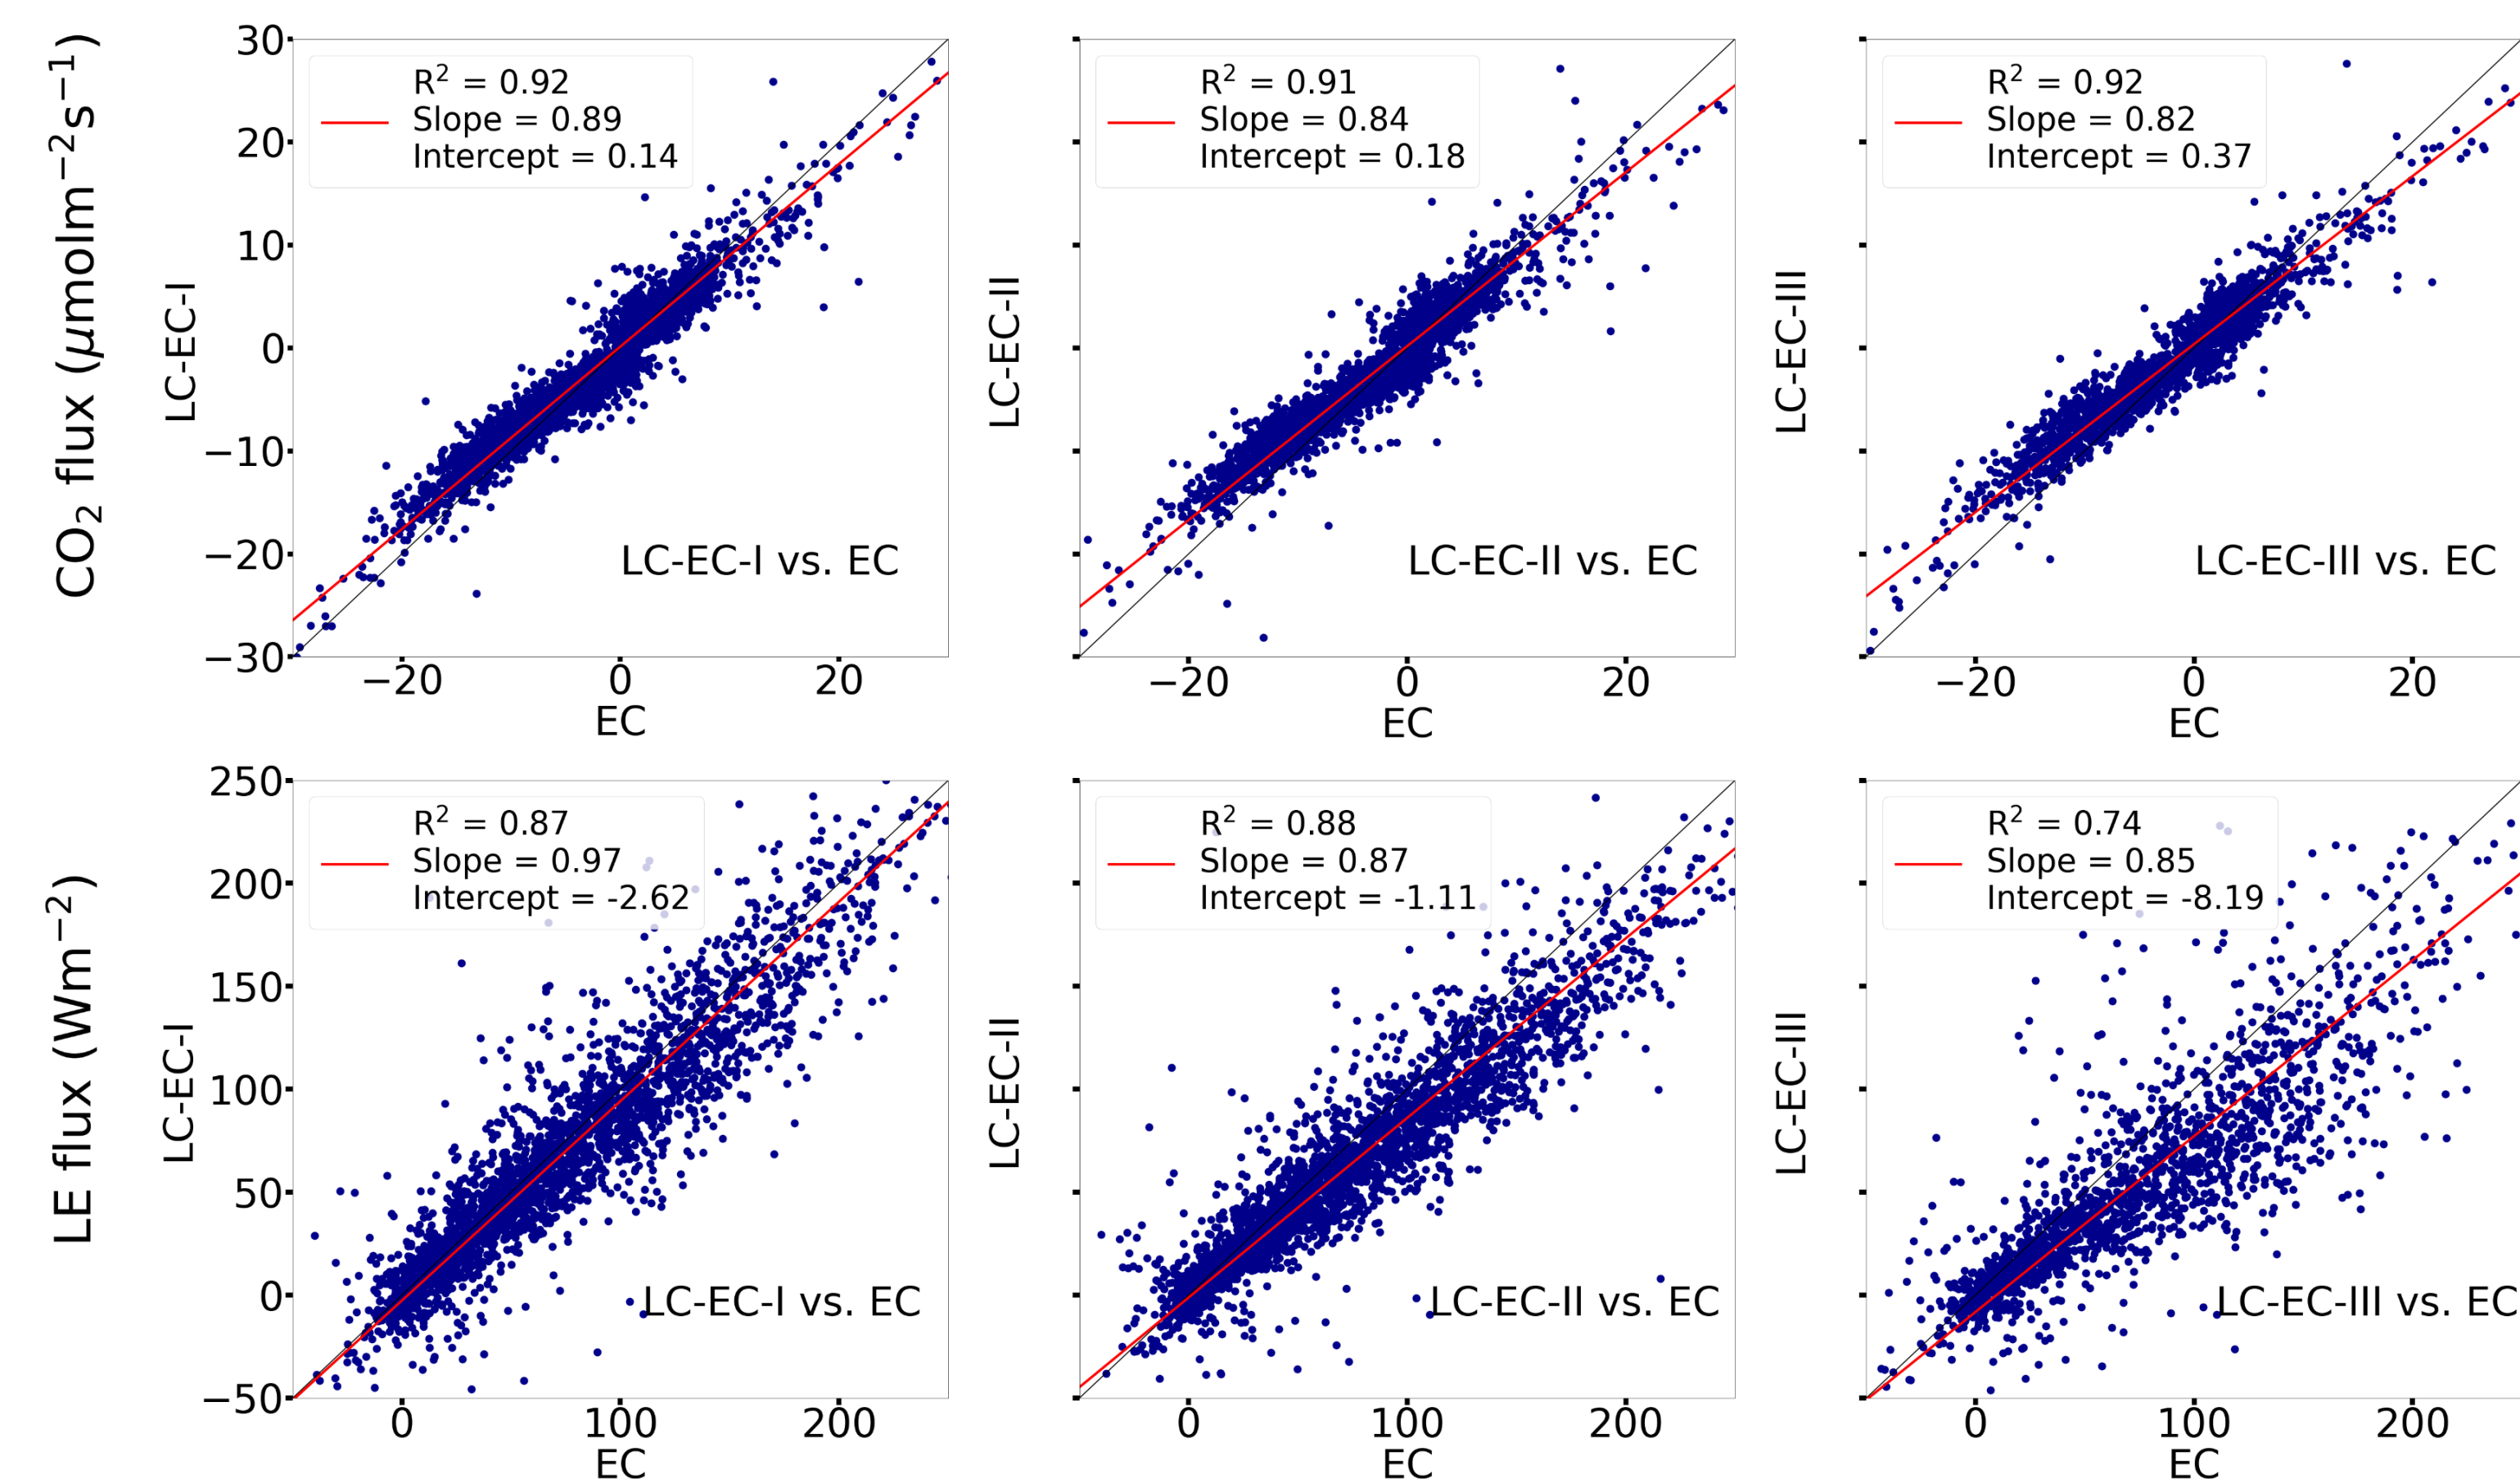 CO₂ flux (μmolm⁻²s⁻¹)
LC-EC-I
30
20
10
0
−10
−20
−30
R² = 0.92
Slope = 0.89
Intercept = 0.14
LC-EC-I vs. EC
−20 0 20
EC
LC-EC-II
R² = 0.91
Slope = 0.84
Intercept = 0.18
LC-EC-II vs. EC
−20 0 20
EC
LC-EC-III
R² = 0.92
Slope = 0.82
Intercept = 0.37
LC-EC-III vs. EC
−20 0 20
EC
LE flux (Wm⁻²)
LC-EC-I
250
200
150
100
50
0
−50
R² = 0.87
Slope = 0.97
Intercept = -2.62
LC-EC-I vs. EC
0 100 200
EC
LC-EC-II
R² = 0.88
Slope = 0.87
Intercept = -1.11
LC-EC-II vs. EC
0 100 200
EC
LC-EC-III
R² = 0.74
Slope = 0.85
Intercept = -8.19
LC-EC-III vs. EC
0 100 200
EC